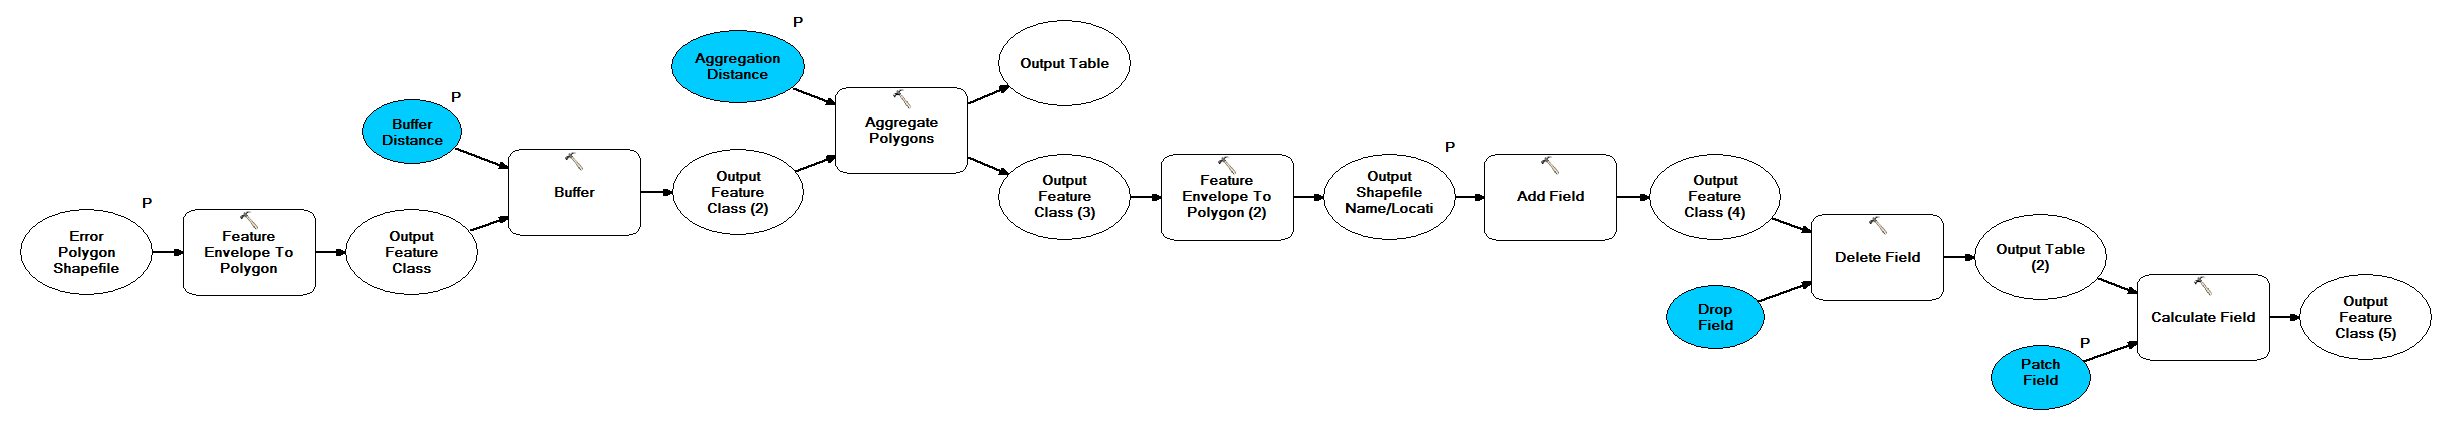 P
Error
Polygon
Shapefile
Feature
Envelope To
Polygon
Output
Feature
Class
P
Buffer
Distance
Buffer
Output
Feature
Class (2)
P
Aggregation
Distance
Aggregate
Polygons
Output Table
Output
Feature
Class (3)
Feature
Envelope To
Polygon (2)
P
Output
Shapefile
Name/Locati
Add Field
Output
Feature
Class (4)
Drop
Field
Delete Field
Output Table
(2)
P
Patch
Field
Calculate Field
Output
Feature
Class (5)